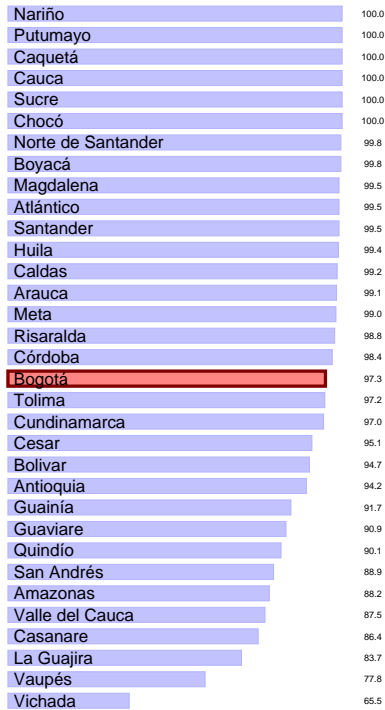 Nariño 100.0
Putumayo 100.0
Caquetá 100.0
Cauca 100.0
Sucre 100.0
Chocó 100.0
Norte de Santander 99.8
Boyacá 99.8
Magdalena 99.5
Atlántico 99.5
Santander 99.5
Huila 99.4
Caldas 99.2
Arauca 99.1
Meta 99.0
Risaralda 98.8
Córdoba 98.4
Bogotá 97.3
Tolima 97.2
Cundinamarca 97.0
Cesar 95.1
Bolivar 94.7
Antioquia 94.2
Guainía 91.7
Guaviare 90.9
Quindío 90.1
San Andrés 88.9
Amazonas 88.2
Valle del Cauca 87.5
Casanare 86.4
La Guajira 83.7
Vaupés 77.8
Vichada 65.5